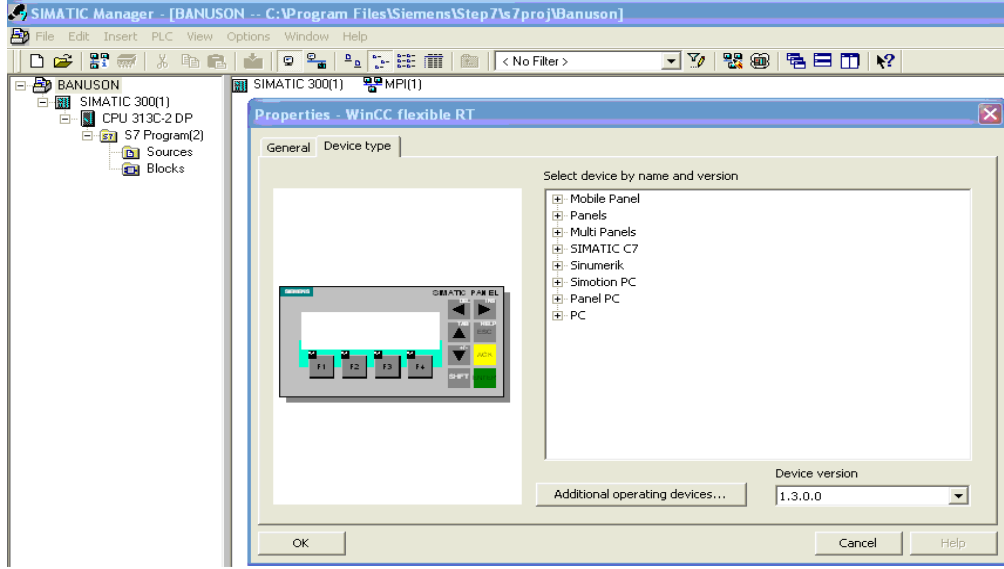 SIMATIC Manager - [BANUSON -- C:\Program Files\Siemens\Step7\s7proj\Banuson]
File Edit Insert PLC View Options Window Help
< No Filter >
BANUSON
SIMATIC 300(1)
CPU 313C-2 DP
S7 Program(2)
Sources
Blocks
SIMATIC 300(1) MPI(1)
Properties - WinCC flexible RT
General Device type
Select device by name and version
Mobile Panel
Panels
Multi Panels
SIMATIC C7
Sinumerik
Simotion PC
Panel PC
PC
SIEMENS SIMATIC PANEL
TAB HELP
ESC
ACK
F1 F2 F3 F4
SHIFT
Additional operating devices...
Device version
1.3.0.0
OK Cancel Help